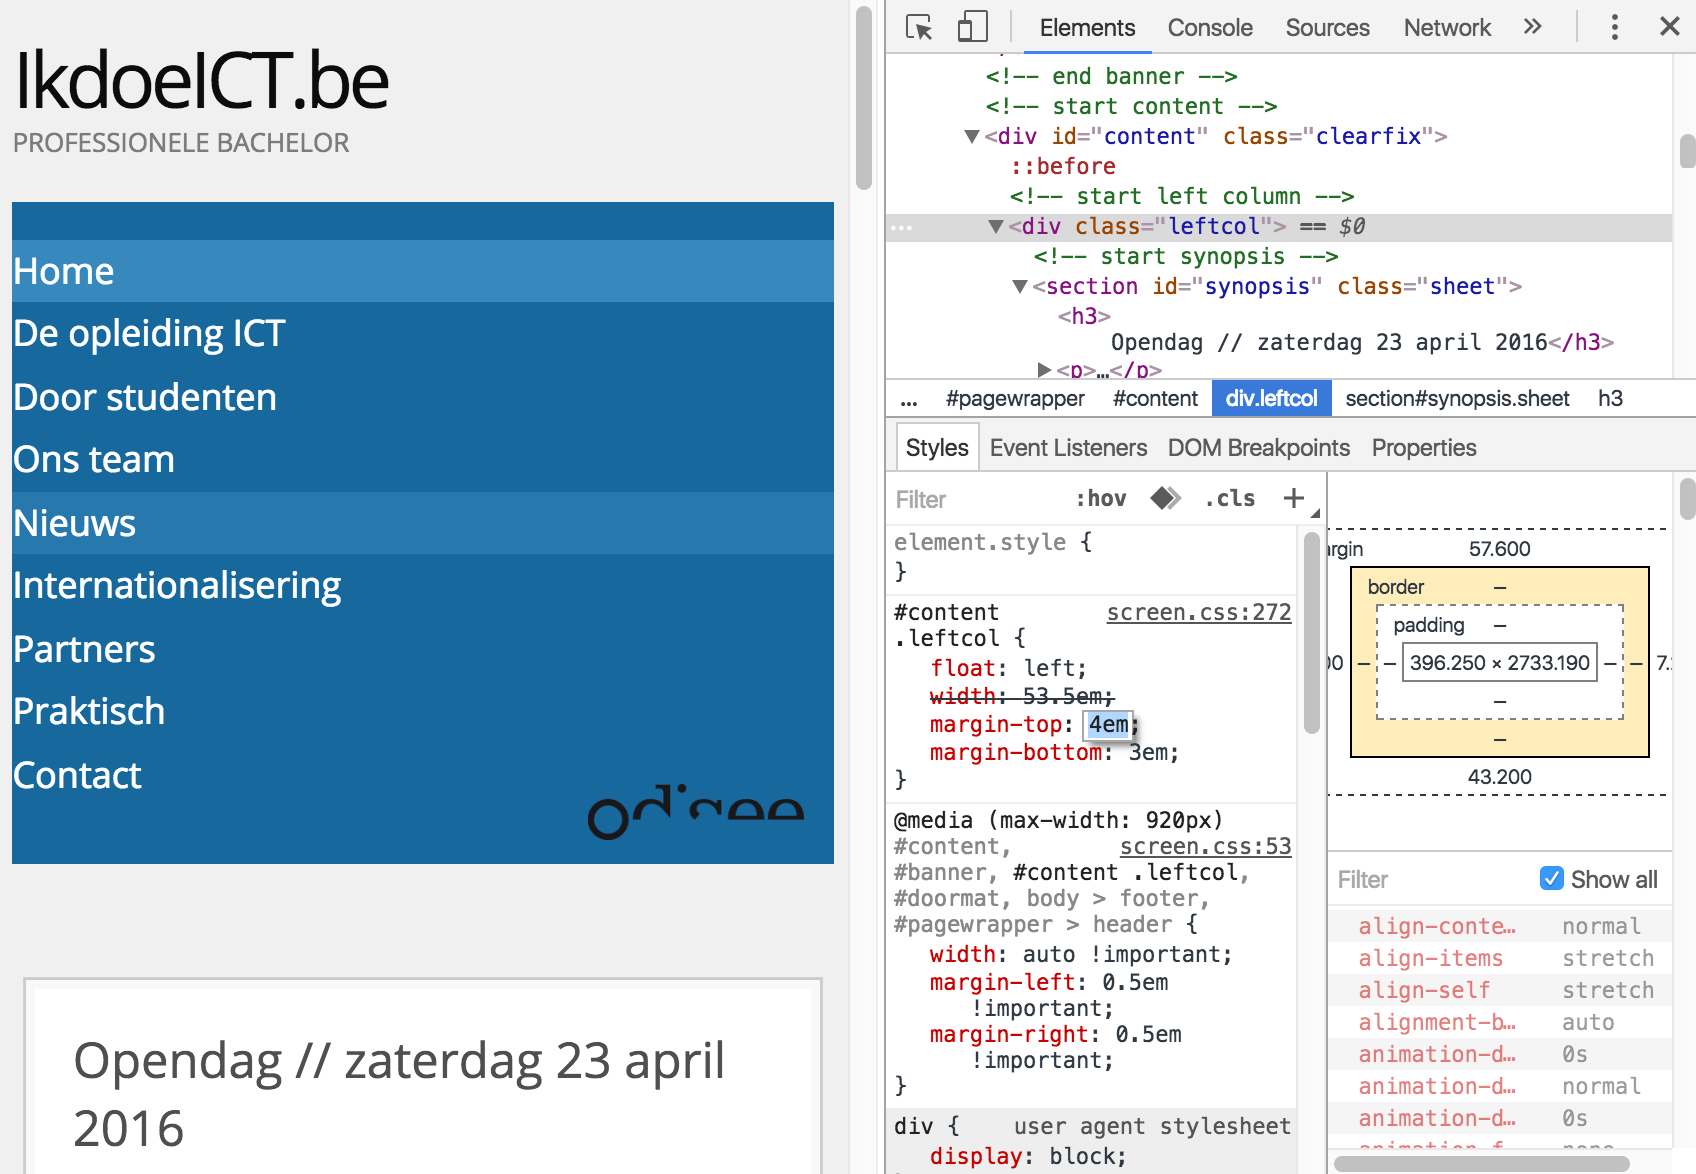 IkdoeICT.be
PROFESSIONELE BACHELOR
Home
De opleiding ICT
Door studenten
Ons team
Nieuws
Internationalisering
Partners
Praktisch
Contact
odisee
Opendag // zaterdag 23 april
2016
Elements Console Sources Network »
<!-- end banner -->
<!-- start content -->
▼<div id="content" class="clearfix">
::before
<!-- start left column -->
… ▼<div class="leftcol"> == $0
<!-- start synopsis -->
▼<section id="synopsis" class="sheet">
<h3>
Opendag // zaterdag 23 april 2016</h3>
▶<p>…</p>
... #pagewrapper #content div.leftcol section#synopsis.sheet h3
Styles Event Listeners DOM Breakpoints Properties
Filter :hov .cls +
element.style {
}
#content screen.css:272
.leftcol {
float: left;
width: 53.5em;
margin-top: 4em;
margin-bottom: 3em;
}
@media (max-width: 920px)
#content, screen.css:53
#banner, #content .leftcol,
#doormat, body > footer,
#pagewrapper > header {
width: auto !important;
margin-left: 0.5em
!important;
margin-right: 0.5em
!important;
}
div { user agent stylesheet
display: block;
57.600
border –
padding –
– – 396.250 × 2733.190 – –
–
–
43.200
Filter Show all
align-conte… normal
align-items stretch
align-self stretch
alignment-b… auto
animation-d… 0s
animation-d… normal
animation-d… 0s